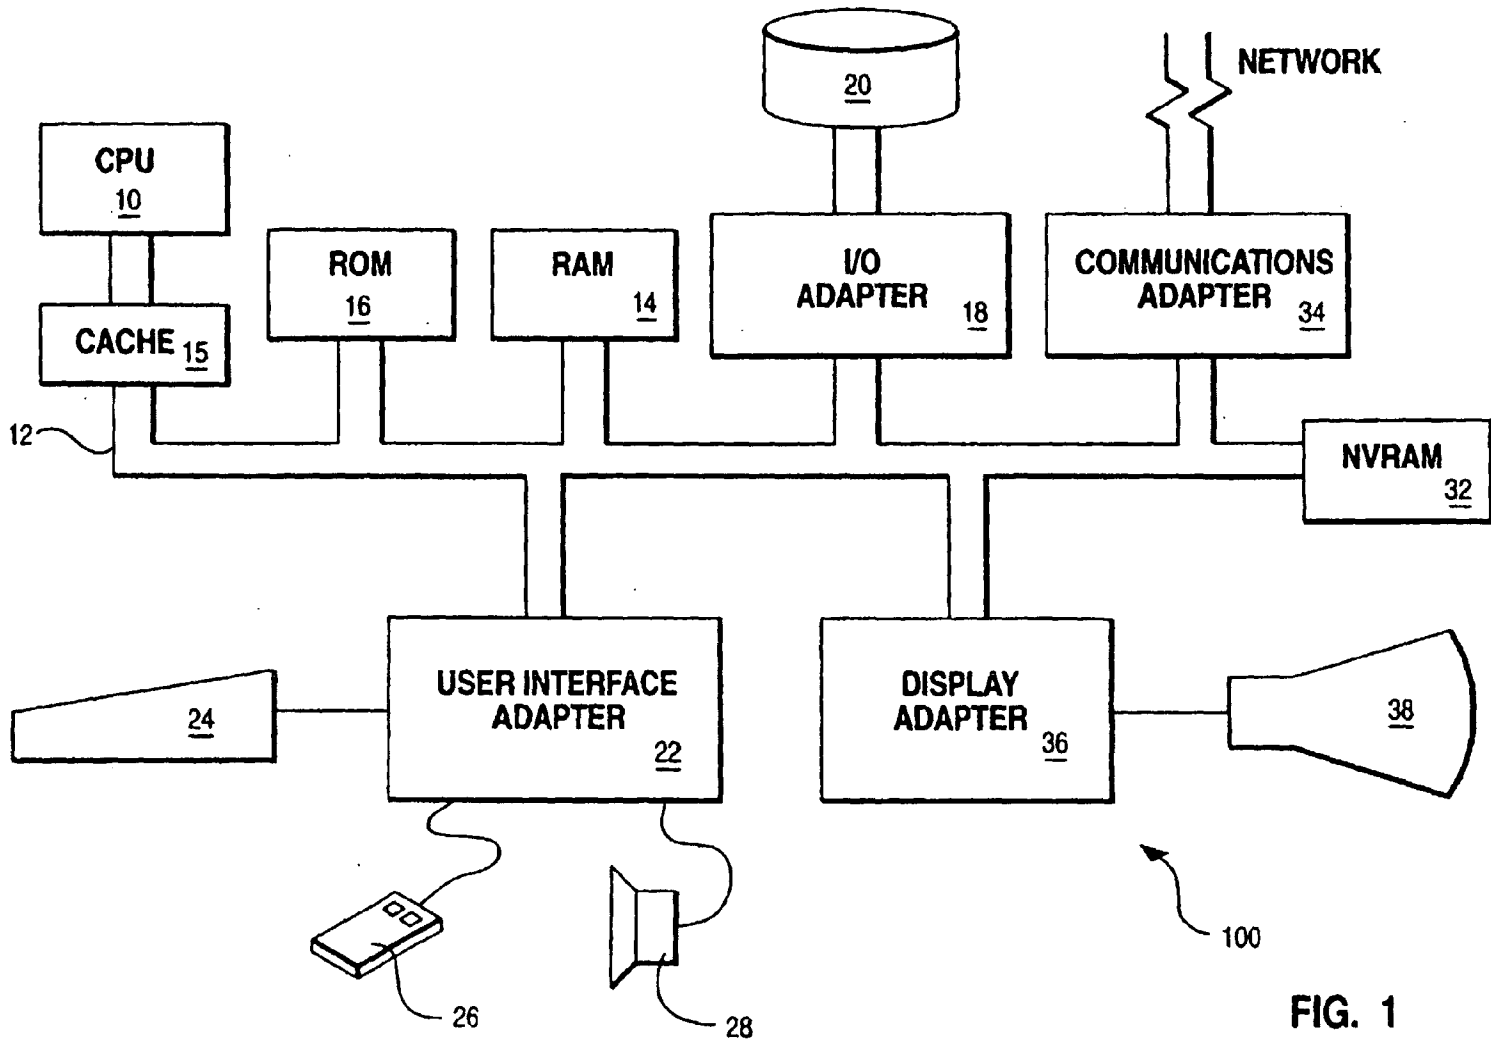 20
NETWORK
CPU
10
ROM
16
RAM
14
I/O
ADAPTER
18
COMMUNICATIONS
ADAPTER
34
CACHE
15
12
NVRAM
32
24
USER INTERFACE
ADAPTER
22
DISPLAY
ADAPTER
36
38
26
28
100
FIG. 1